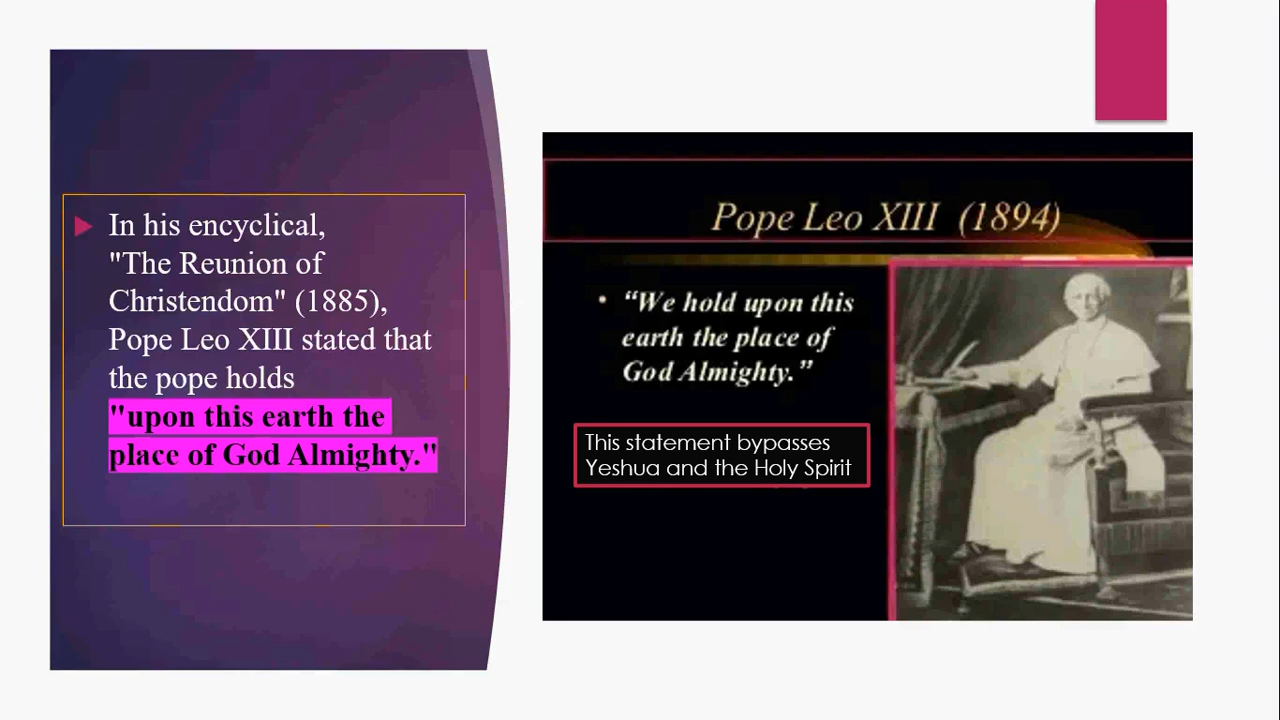 In his encyclical,
"The Reunion of
Christendom" (1885),
Pope Leo XIII stated that
the pope holds
"upon this earth the
place of God Almighty."
Pope Leo XIII (1894)
• “We hold upon this
earth the place of
God Almighty.”
This statement bypasses
Yeshua and the Holy Spirit